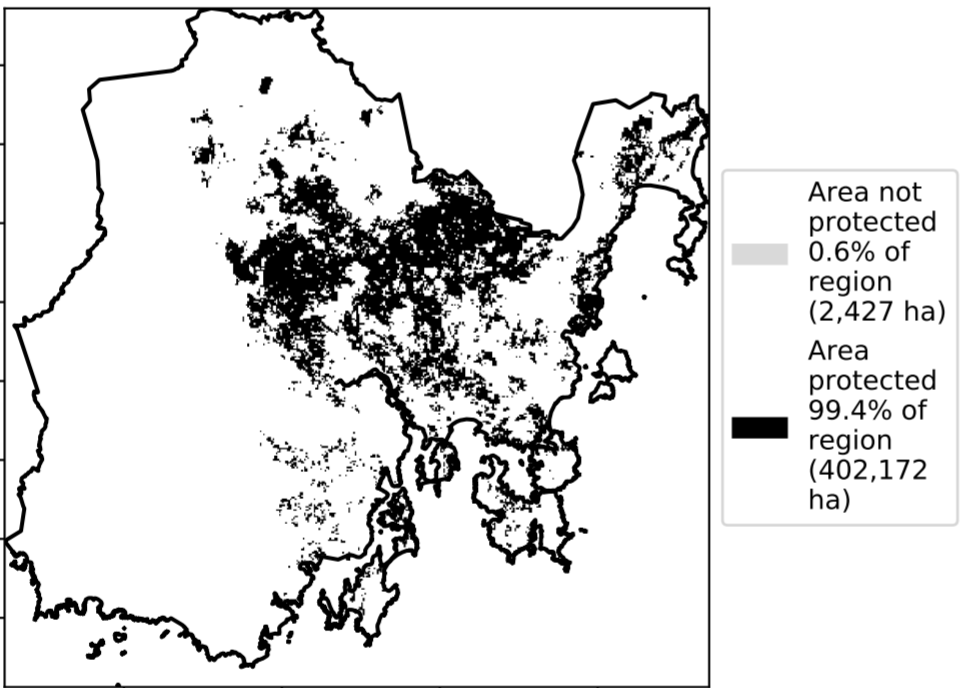 Area not
protected
0.6% of
region
(2,427 ha)
Area
protected
99.4% of
region
(402,172
ha)